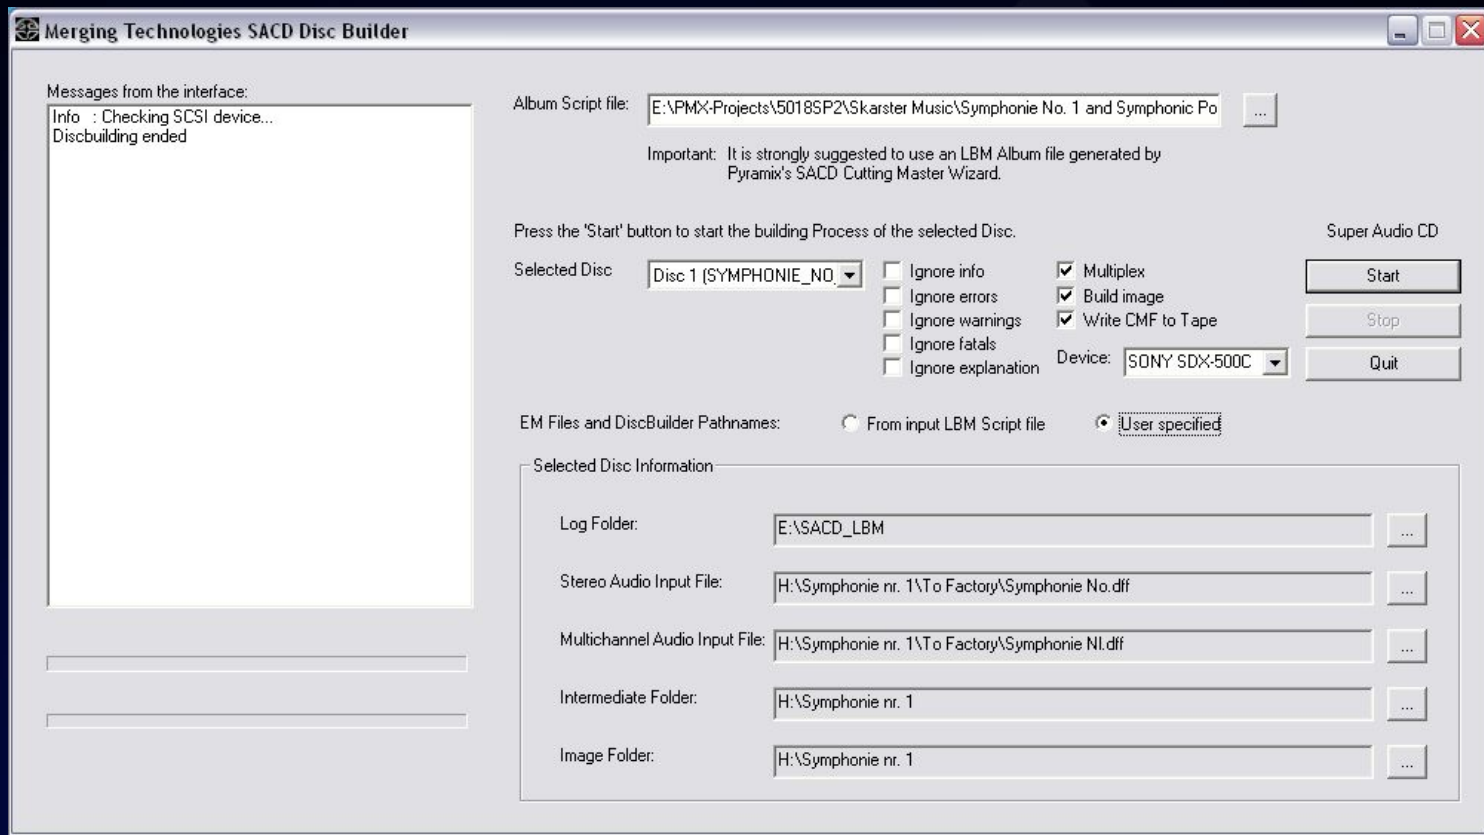 Merging Technologies SACD Disc Builder
Messages from the interface:
Info : Checking SCSI device...
Discbuilding ended
Album Script file:
E:\PMX-Projects\5018SP2\Skarster Music\Symphonie No. 1 and Symphonic Po
...
Important: It is strongly suggested to use an LBM Album file generated by
Pyramix's SACD Cutting Master Wizard.
Press the 'Start' button to start the building Process of the selected Disc.
Super Audio CD
Selected Disc
Disc 1 (SYMPHONIE_NO_
Ignore info
Ignore errors
Ignore warnings
Ignore fatals
Ignore explanation
Multiplex
Build image
Write CMF to Tape
Device:
SONY SDX-500C
Start
Stop
Quit
EM Files and DiscBuilder Pathnames:
From input LBM Script file
User specified
Selected Disc Information
Log Folder:
E:\SACD_LBM
...
Stereo Audio Input File:
H:\Symphonie nr. 1\To Factory\Symphonie No.dff
...
Multichannel Audio Input File:
H:\Symphonie nr. 1\To Factory\Symphonie NI.dff
...
Intermediate Folder:
H:\Symphonie nr. 1
...
Image Folder:
H:\Symphonie nr. 1
...